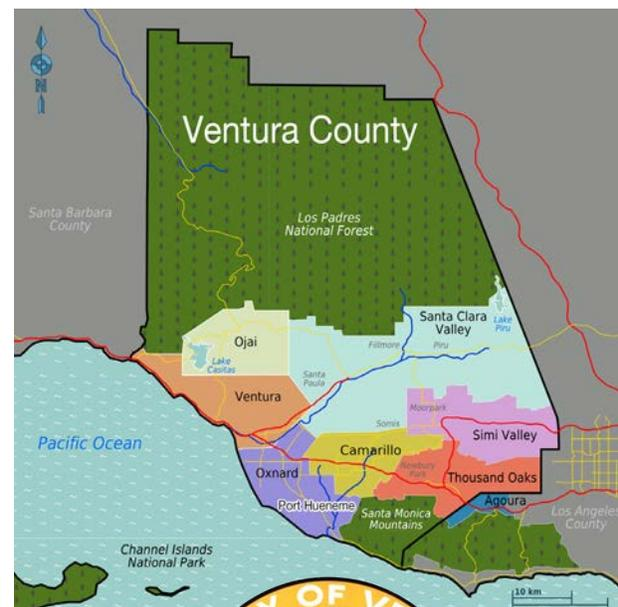 N
Ventura County
Santa Barbara
County
Los Padres
National Forest
Santa Clara
Valley
Lake
Piru
Ojai
Lake
Casitas
Fillmore
Piru
Santa
Paula
Ventura
Moorpark
Somis
Simi Valley
Pacific Ocean
Camarillo
Oxnard
Newbury
Park
Thousand Oaks
Port Hueneme
Agoura
Santa Monica
Mountains
Los Angeles
County
Channel Islands
National Park
10 km
Y OF VE